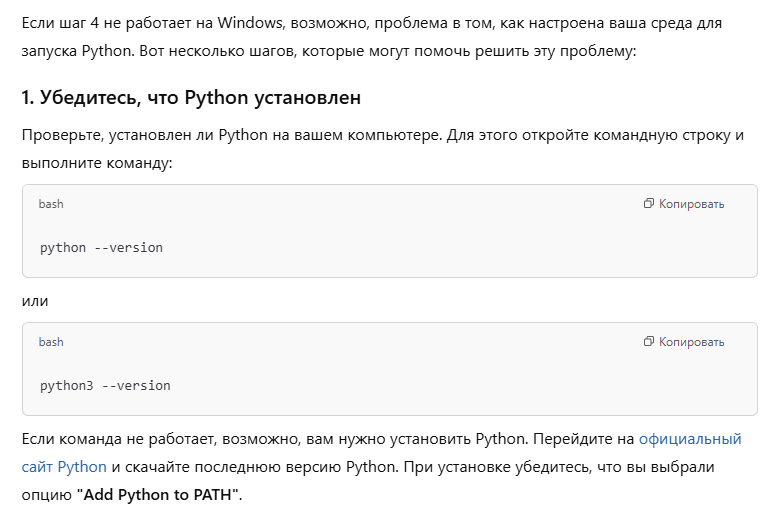 Если шаг 4 не работает на Windows, возможно, проблема в том, как настроена ваша среда для
запуска Python. Вот несколько шагов, которые могут помочь решить эту проблему:
1. Убедитесь, что Python установлен
Проверьте, установлен ли Python на вашем компьютере. Для этого откройте командную строку и
выполните команду:
bash
Копировать
python --version
или
bash
Копировать
python3 --version
Если команда не работает, возможно, вам нужно установить Python. Перейдите на официальный
сайт Python и скачайте последнюю версию Python. При установке убедитесь, что вы выбрали
опцию "Add Python to PATH".